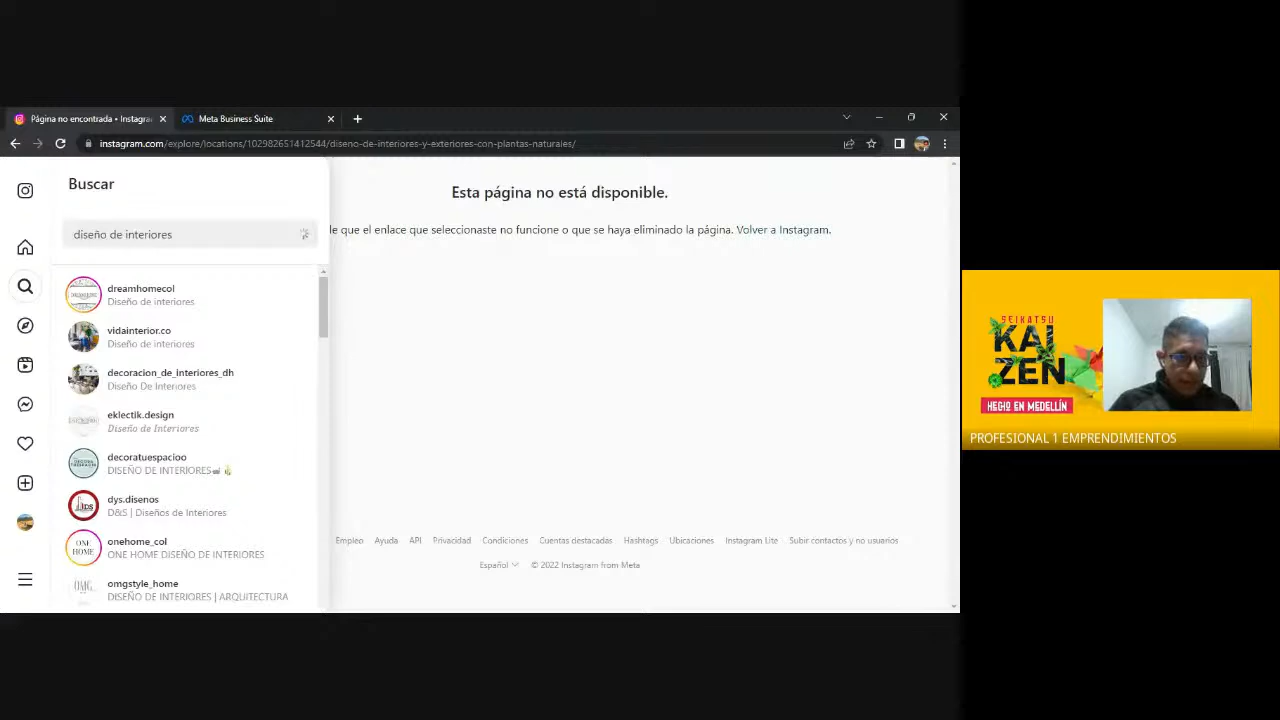 Página no encontrada • Instagra
Meta Business Suite
instagram.com/explore/locations/102982651412544/diseno-de-interiores-y-exteriores-con-plantas-naturales/
Buscar
diseño de interiores
dreamhomecol
Diseño de interiores
vidainterior.co
Diseño de interiores
decoracion_de_interiores_dh
Diseño De Interiores
eklectik.design
Diseño de Interiores
decoratuespacioo
DISEÑO DE INTERIORES🛋🪴
dys.disenos
D&S | Diseños de Interiores
onehome_col
ONE HOME DISEÑO DE INTERIORES
omgstyle_home
DISEÑO DE INTERIORES | ARQUITECTURA
Esta página no está disponible.
de que el enlace que seleccionaste no funcione o que se haya eliminado la página. Volver a Instagram.
Empleo Ayuda API Privacidad Condiciones Cuentas destacadas Hashtags Ubicaciones Instagram Lite Subir contactos y no usuarios
Español © 2022 Instagram from Meta
SEIKATSU
KAI
ZEN
HECHO EN MEDELLÍN
PROFESIONAL 1 EMPRENDIMIENTOS